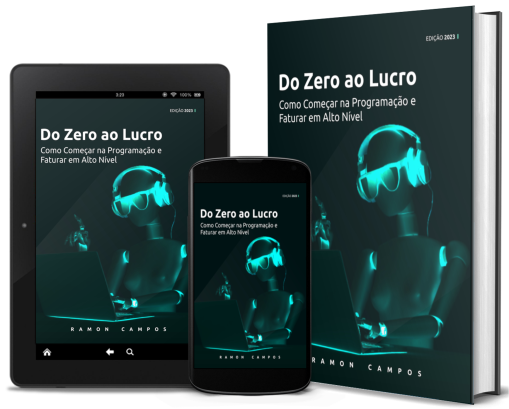 3:23
100%
EDIÇÃO 2023
Do Zero ao Lucro
Como Começar na Programação e
Faturar em Alto Nível
RAMON CAMPOS
EDIÇÃO 2023
Do Zero ao Lucro
Como Começar na Programação e
Faturar em Alto Nível
RAMON CAMPOS
EDIÇÃO 2023
Do Zero ao Lucro
Como Começar na Programação e
Faturar em Alto Nível
RAMON CAMPOS